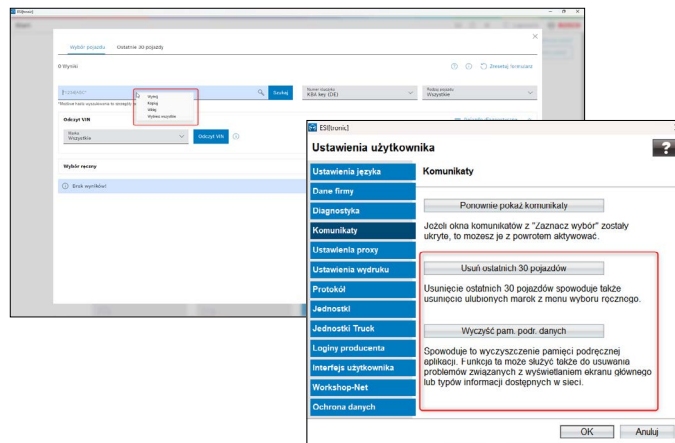 ESI[tronic]
Wybór pojazdu Ostatnie 30 pojazdy
0 Wyniki
Zresetuj formularz
Szukaj
Numer kluczyka
KBA key (DE)
Rodzaj pojazdu
Wszystkie
Wytnij
Kopiuj
Wklej
Wybierz wszystkie
Odczyt VIN
Marka
Wszystkie
Odczyt VIN
Wybór ręczny
Brak wyników!
ESI[tronic]
Ustawienia użytkownika
?
Ustawienia języka
Dane firmy
Diagnostyka
Komunikaty
Ustawienia proxy
Ustawienia wydruku
Protokół
Jednostki
Jednostki Truck
Loginy producenta
Interfejs użytkownika
Workshop-Net
Ochrona danych
Komunikaty
Ponownie pokaż komunikaty
Jeżeli okna komunikatów z "Zaznacz wybór" zostały
ukryte, to możesz je z powrotem aktywować.
Usuń ostatnich 30 pojazdów
Usunięcie ostatnich 30 pojazdów spowoduje także
usunięcie ulubionych marek z menu wyboru ręcznego.
Wyczyść pam. podr. danych
Spowoduje to wyczyszczenie pamięci podręcznej
aplikacji. Funkcja ta może służyć także do usuwania
problemów związanych z wyświetlaniem ekranu głównego
lub typów informacji dostępnych w sieci.
OK Anuluj